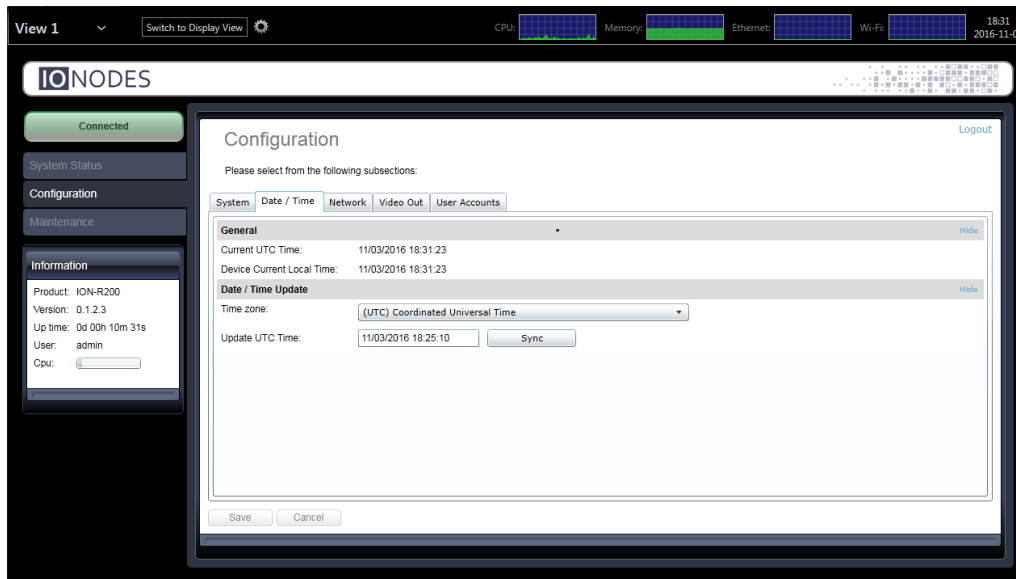 View 1 Switch to Display View CPU: Memory: Ethernet: Wi-Fi: 18:31
2016-11-0
IONODES
Connected
System Status
Configuration
Maintenance
Information
Product: ION-R200
Version: 0.1.2.3
Up time: 0d 00h 10m 31s
User: admin
Cpu:
Logout
Configuration
Please select from the following subsections:
System Date / Time Network Video Out User Accounts
General Hide
Current UTC Time: 11/03/2016 18:31:23
Device Current Local Time: 11/03/2016 18:31:23
Date / Time Update Hide
Time zone: (UTC) Coordinated Universal Time
Update UTC Time: 11/03/2016 18:25:10 Sync
Save Cancel